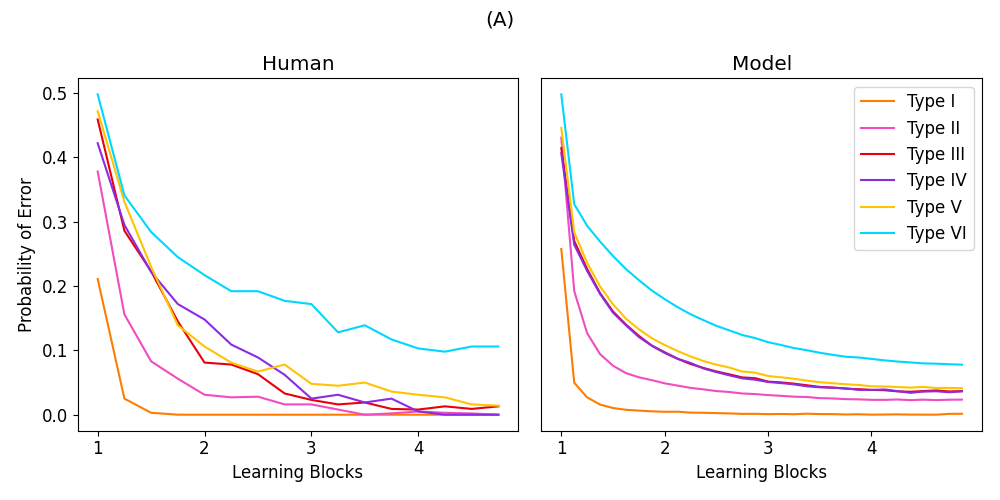 (A)
Human
Model
Probability of Error
0.5
0.4
0.3
0.2
0.1
0.0
1 2 3 4
Learning Blocks
1 2 3 4
Learning Blocks
Type I
Type II
Type III
Type IV
Type V
Type VI